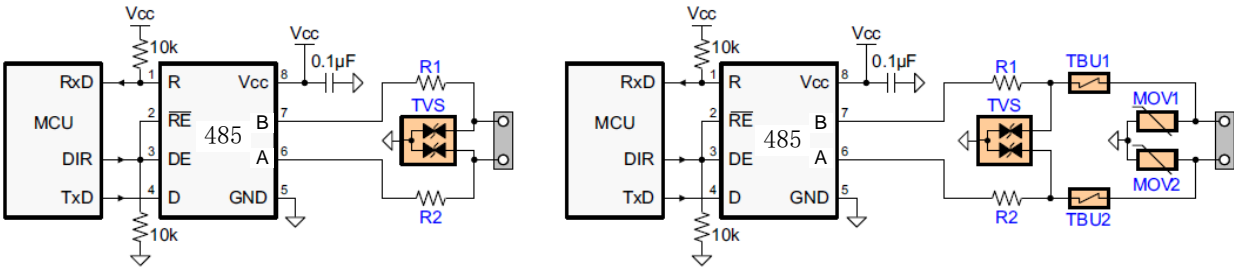 Vcc
10k
Vcc
0.1µF
RxD
1
R
Vcc
8
R1
TVS
MCU
2
RE
485
B
7
DIR
3
DE
A
6
TxD
4
D
GND
5
R2
10k
Vcc
10k
Vcc
0.1µF
RxD
1
R
Vcc
8
R1
TBU1
TVS
MOV1
MCU
2
RE
485
B
7
DIR
3
DE
A
6
MOV2
TxD
4
D
GND
5
R2
TBU2
10k